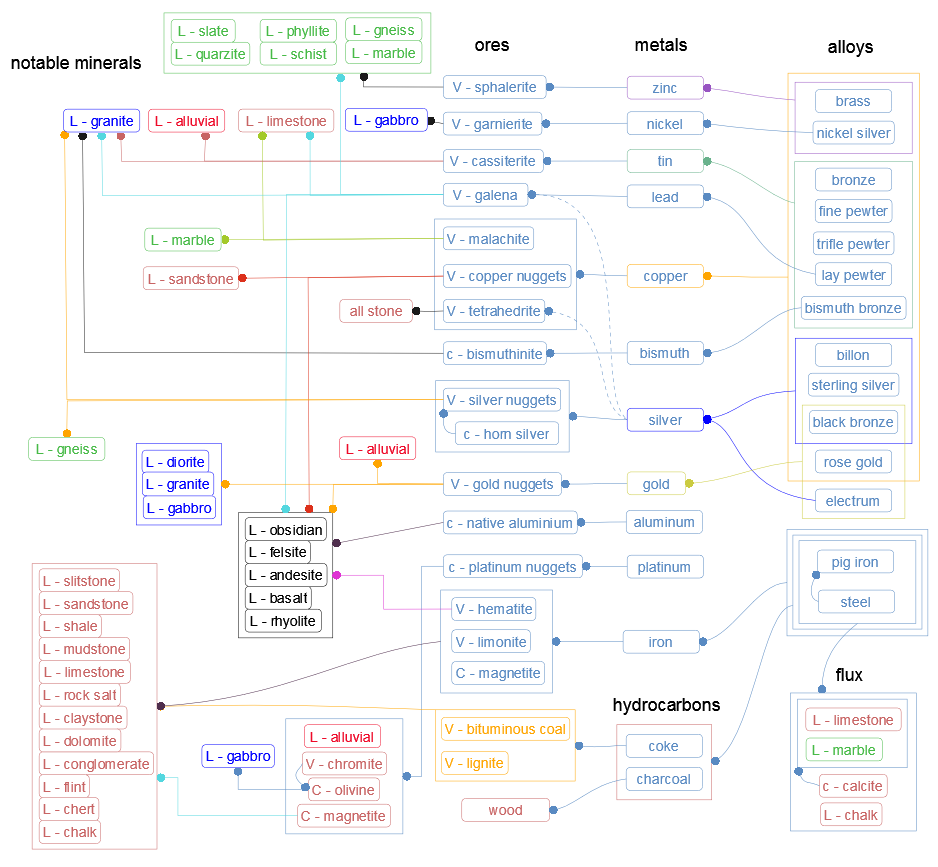 notable minerals
L - slate
L - phyllite
L - gneiss
L - quarzite
L - schist
L - marble
ores
metals
alloys
V - sphalerite
zinc
brass
L - granite
L - alluvial
L - limestone
L - gabbro
V - garnierite
nickel
nickel silver
V - cassiterite
tin
bronze
V - galena
lead
fine pewter
L - marble
V - malachite
trifle pewter
L - sandstone
V - copper nuggets
copper
lay pewter
all stone
V - tetrahedrite
bismuth bronze
c - bismuthinite
bismuth
billon
sterling silver
V - silver nuggets
silver
black bronze
c - horn silver
L - gneiss
L - alluvial
L - diorite
L - granite
L - gabbro
V - gold nuggets
gold
rose gold
electrum
L - obsidian
L - felsite
L - andesite
L - basalt
L - rhyolite
c - native aluminium
aluminum
c - platinum nuggets
platinum
pig iron
steel
V - hematite
V - limonite
C - magnetite
iron
L - slitstone
L - sandstone
L - shale
L - mudstone
L - limestone
L - rock salt
L - claystone
L - dolomite
L - conglomerate
L - flint
L - chert
L - chalk
L - gabbro
L - alluvial
V - chromite
C - olivine
C - magnetite
V - bituminous coal
V - lignite
hydrocarbons
coke
charcoal
wood
flux
L - limestone
L - marble
c - calcite
L - chalk